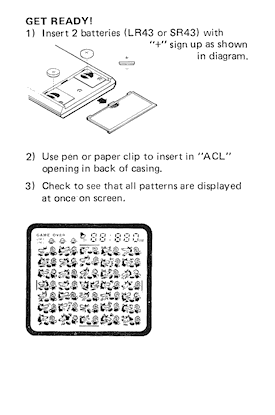 GET READY!
1) Insert 2 batteries (LR43 or SR43) with
"+" sign up as shown
in diagram.
2) Use pen or paper clip to insert in "ACL"
opening in back of casing.
3) Check to see that all patterns are displayed
at once on screen.
GAME OVER